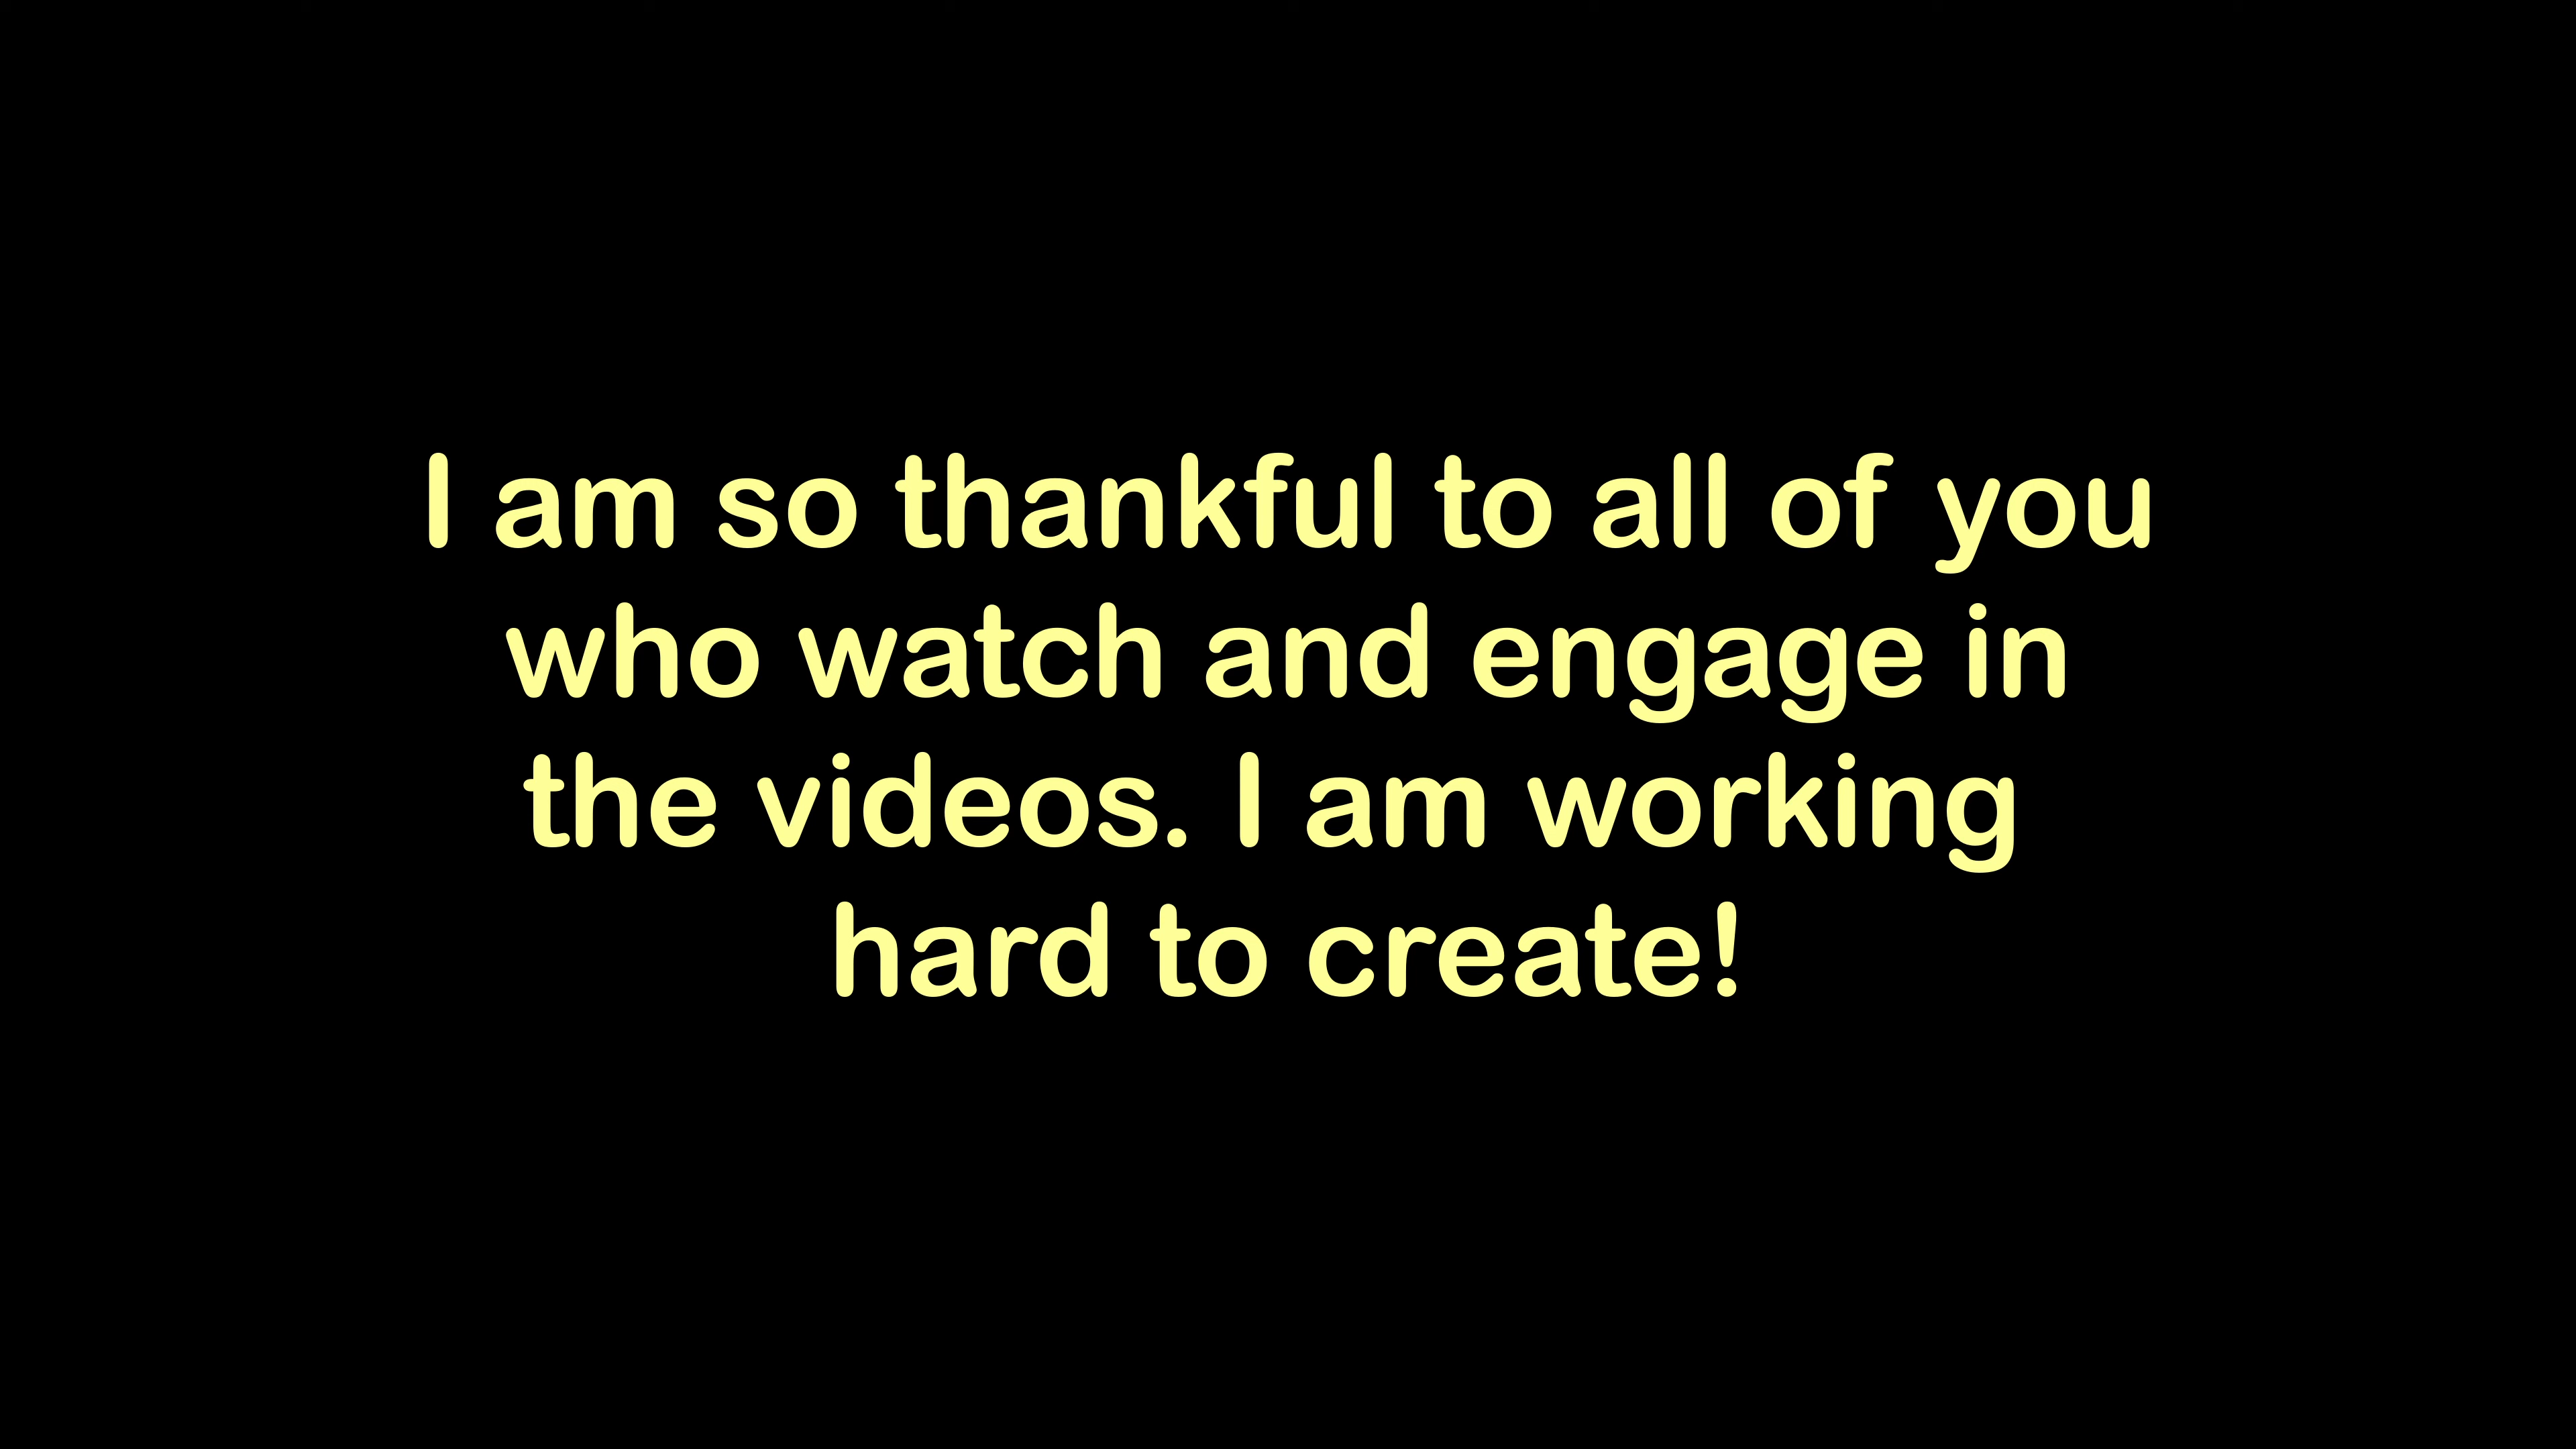 I am so thankful to all of you
who watch and engage in
the videos. I am working
hard to create!